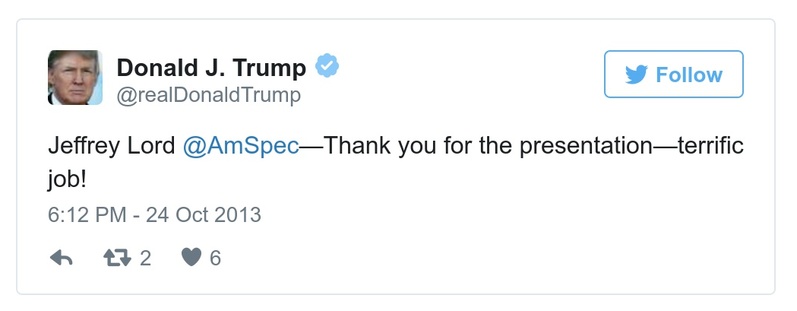 Donald J. Trump
@realDonaldTrump
Follow
Jeffrey Lord @AmSpec—Thank you for the presentation—terrific
job!
6:12 PM - 24 Oct 2013
2 6